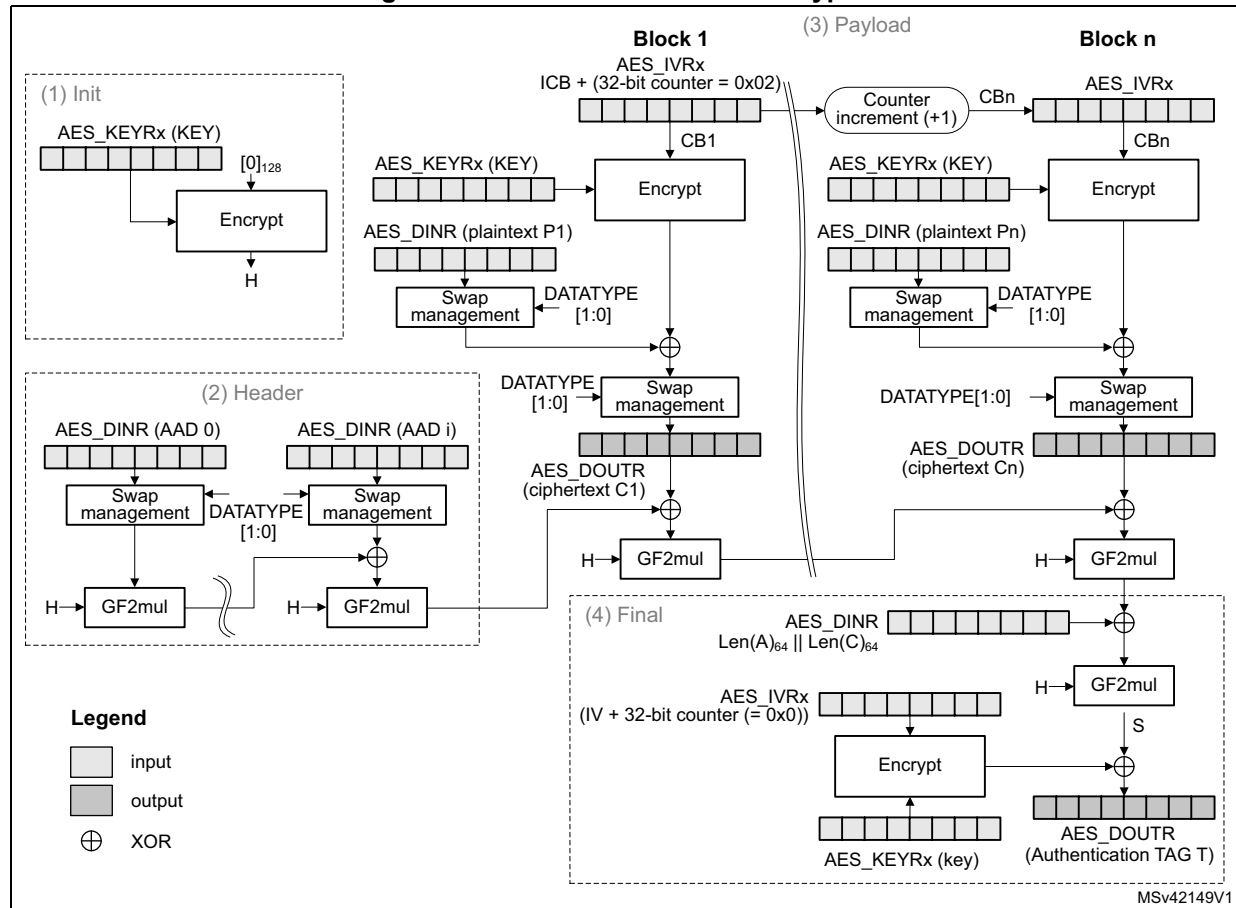 (3) Payload
Block 1
Block n
AES_IVRx
ICB + (32-bit counter = 0x02)
Counter
increment (+1)
CBn
AES_IVRx
CB1
CBn
(1) Init
AES_KEYRx (KEY)
[0]128
Encrypt
H
AES_KEYRx (KEY)
Encrypt
AES_KEYRx (KEY)
Encrypt
AES_DINR (plaintext P1)
Swap
management
DATATYPE
[1:0]
AES_DINR (plaintext Pn)
Swap
management
DATATYPE
[1:0]
DATATYPE
[1:0]
Swap
management
DATATYPE[1:0]
Swap
management
AES_DOUTR
(ciphertext C1)
AES_DOUTR
(ciphertext Cn)
H
GF2mul
H
GF2mul
(2) Header
AES_DINR (AAD 0)
AES_DINR (AAD i)
Swap
management
DATATYPE
[1:0]
Swap
management
H
GF2mul
H
GF2mul
(4) Final
AES_DINR
Len(A)64 || Len(C)64
H
GF2mul
S
AES_IVRx
(IV + 32-bit counter (= 0x0))
Encrypt
AES_KEYRx (key)
AES_DOUTR
(Authentication TAG T)
Legend
input
output
XOR
MSv42149V1